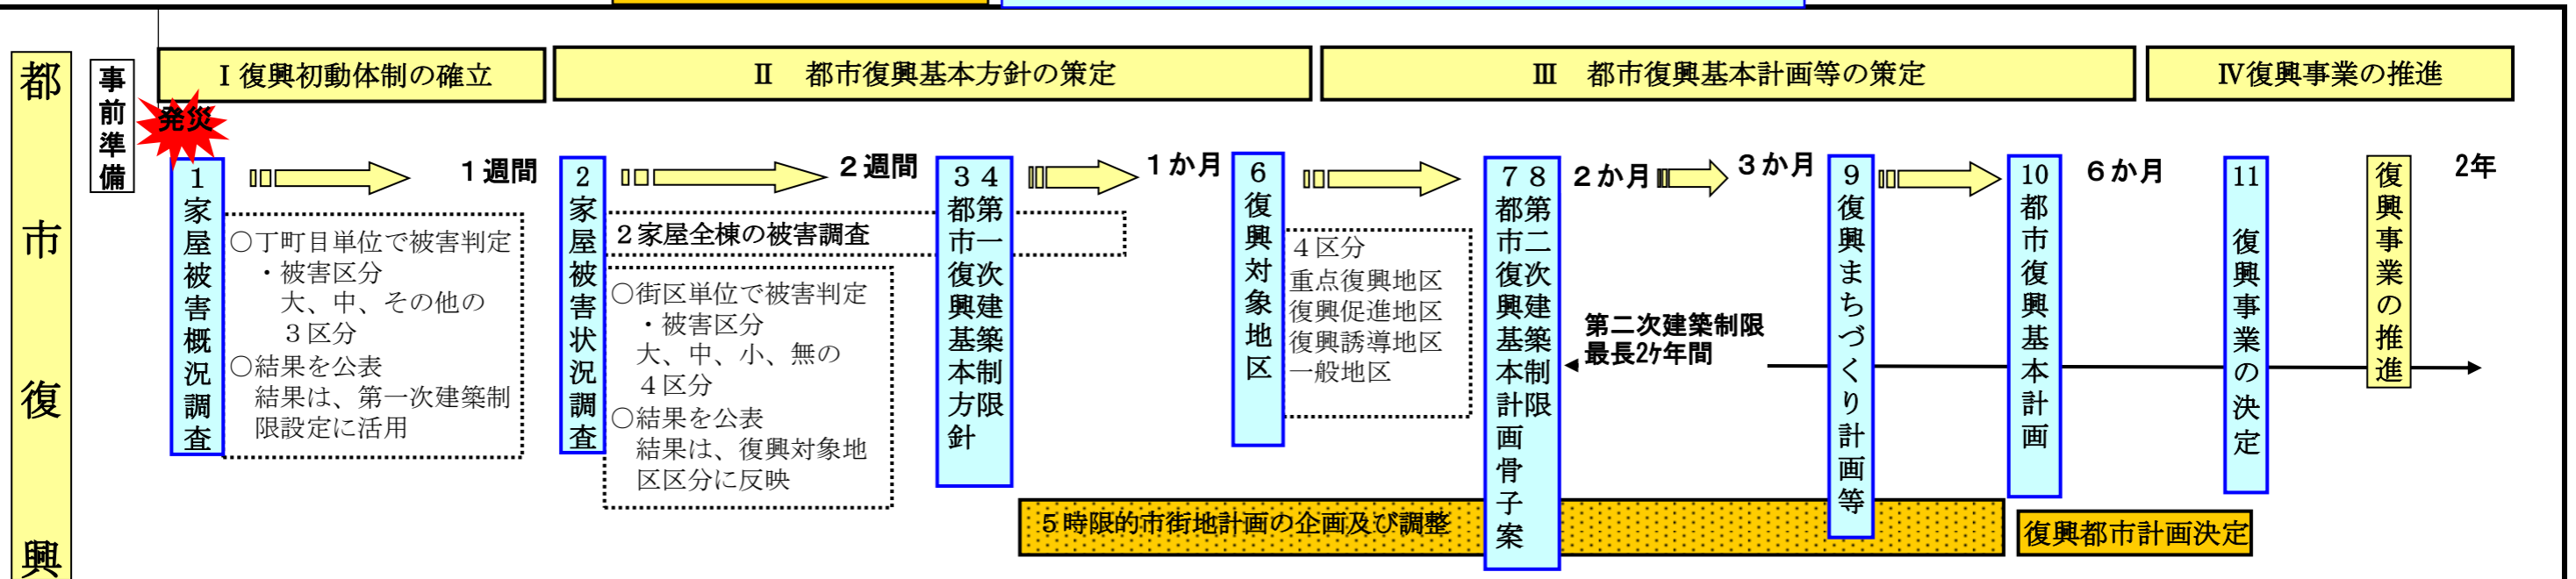 都市復興
事前準備
Ⅰ復興初動体制の確立
Ⅱ 都市復興基本方針の策定
Ⅲ 都市復興基本計画等の策定
Ⅳ復興事業の推進
発災
1家屋被害概況調査
1週間
○丁町目単位で被害判定
・被害区分
大、中、その他の
3区分
○結果を公表
結果は、第一次建築制
限設定に活用
2家屋被害状況調査
2週間
2家屋全棟の被害調査
○街区単位で被害判定
・被害区分
大、中、小、無の
4区分
○結果を公表
結果は、復興対象地
区区分に反映
3都市復興基本方針
4第一次建築制限
1か月
6復興対象地区
4区分
重点復興地区
復興促進地区
復興誘導地区
一般地区
7都市復興基本計画骨子案
8第二次建築制限
2か月
3か月
第二次建築制限
最長2ケ年間
9復興まちづくり計画等
10都市復興基本計画
6か月
11 復興事業の決定
復興事業の推進
2年
5時限的市街地計画の企画及び調整
復興都市計画決定